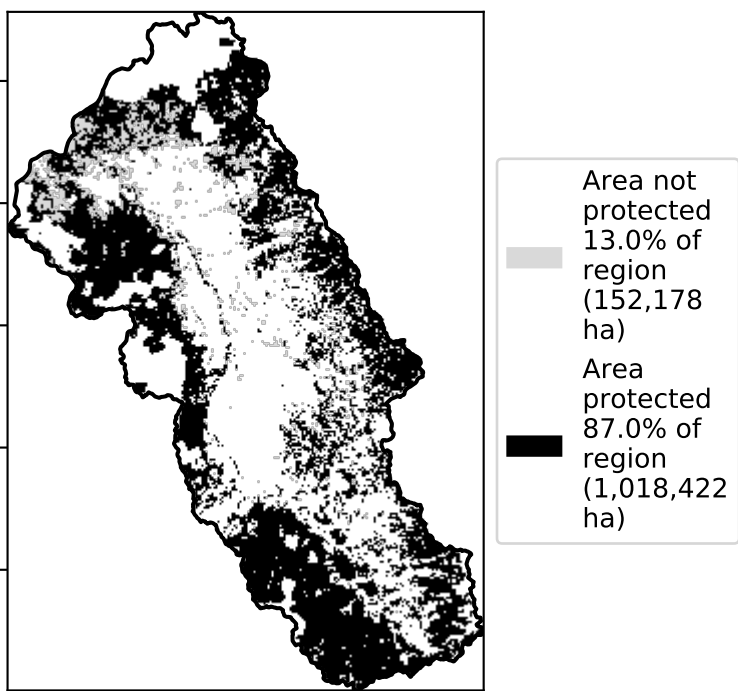 Area not
protected
13.0% of
region
(152,178
ha)
Area
protected
87.0% of
region
(1,018,422
ha)